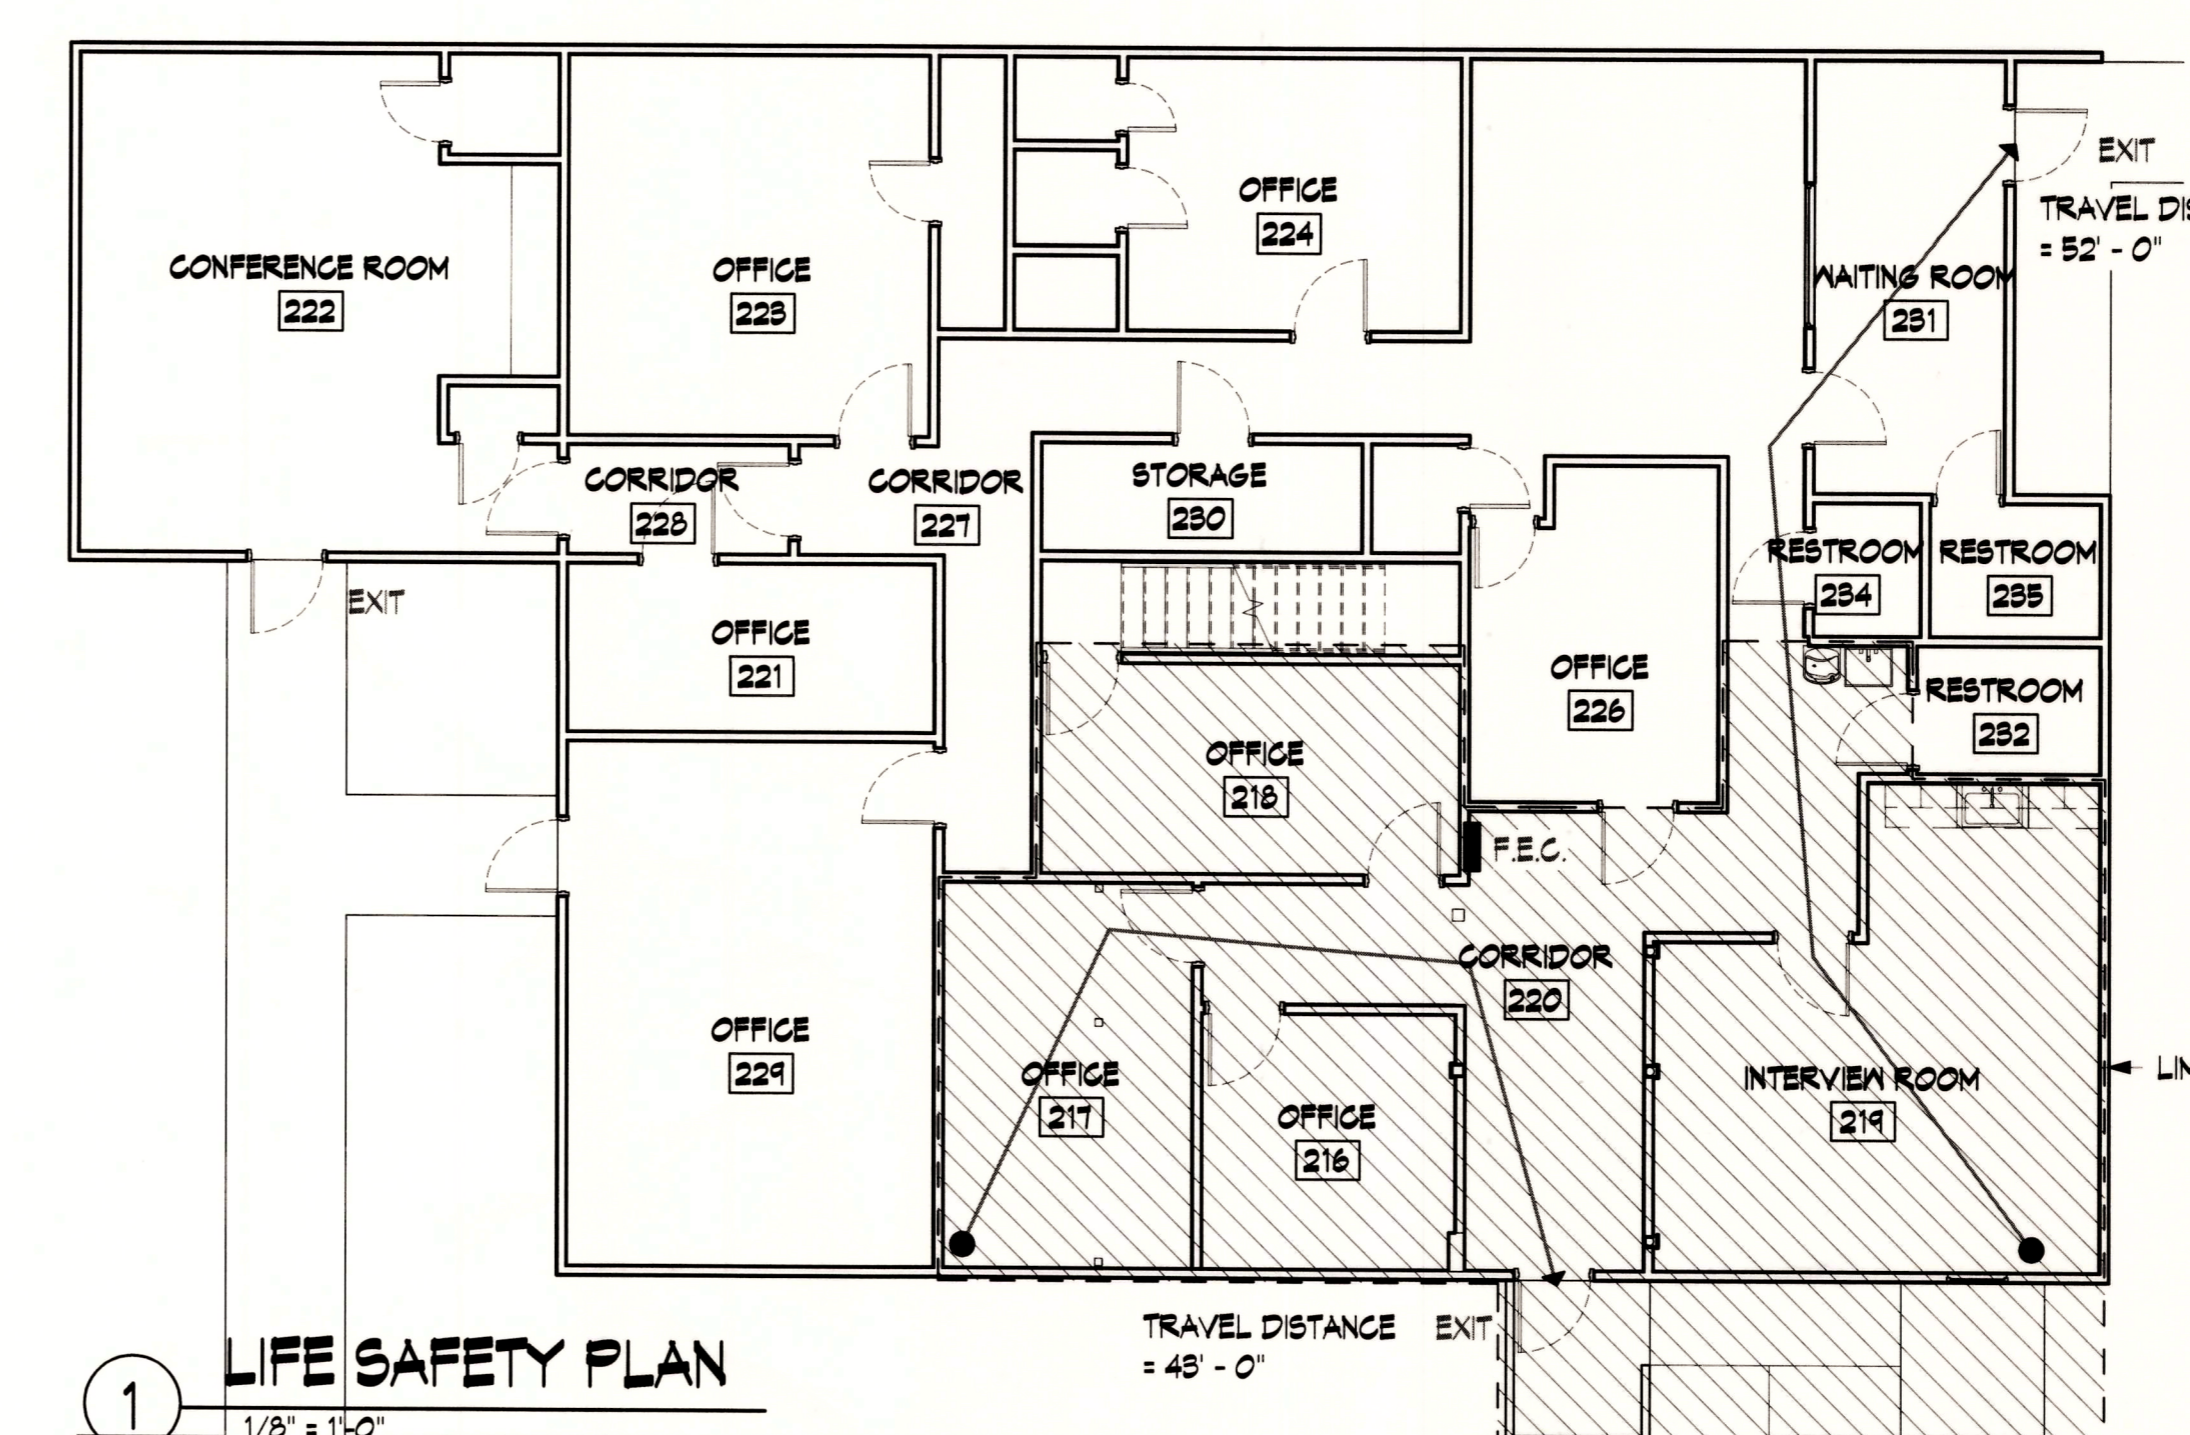 EXIT
TRAVEL
= 52' - 0"
OFFICE
224
CONFERENCE ROOM
222
OFFICE
223
WAITING ROOM
231
CORRIDOR
228
CORRIDOR
227
STORAGE
230
RESTROOM
234
RESTROOM
235
EXIT
OFFICE
221
OFFICE
226
RESTROOM
232
OFFICE
218
F.E.C.
CORRIDOR
220
OFFICE
229
OFFICE
217
OFFICE
216
INTERVIEW ROOM
219
TRAVEL DISTANCE
= 43' - 0"
EXIT
1
LIFE SAFETY PLAN
1/8" = 1'-0"